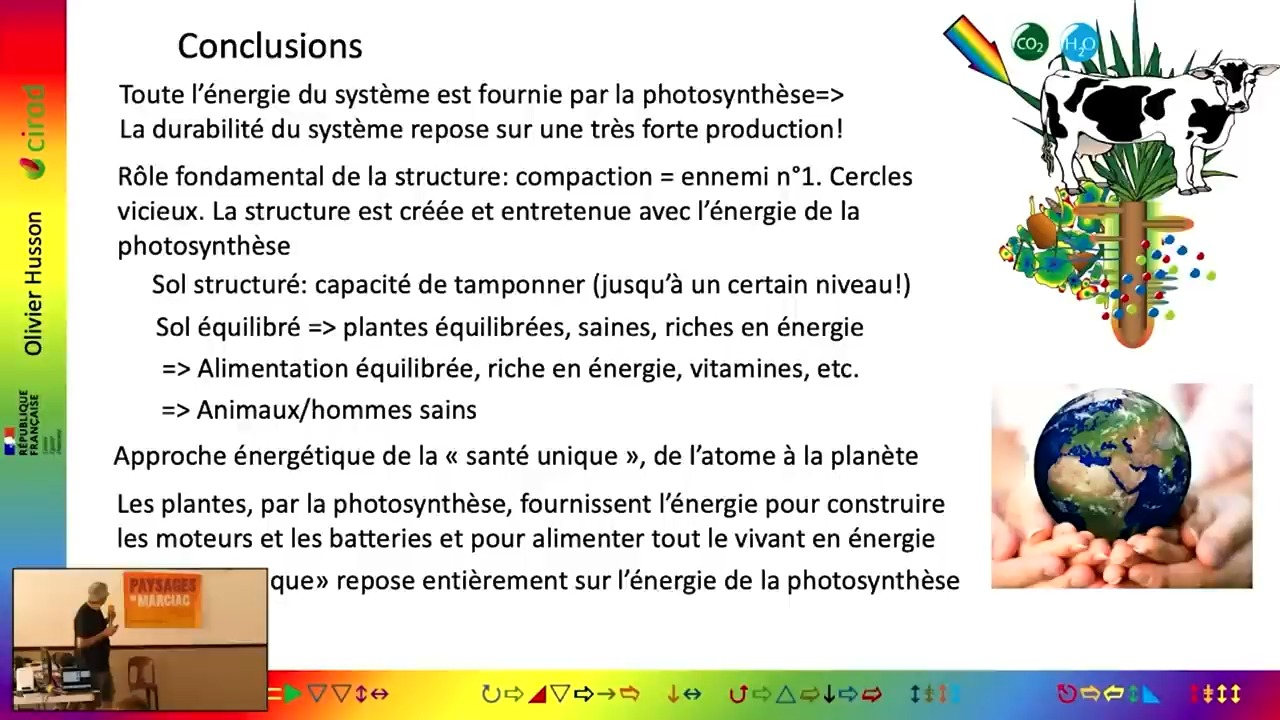 Conclusions
Toute l'énergie du système est fournie par la photosynthèse=>
La durabilité du système repose sur une très forte production!
Rôle fondamental de la structure: compaction = ennemi n°1. Cercles
vicieux. La structure est créée et entretenue avec l'énergie de la
photosynthèse
Sol structuré: capacité de tamponner (jusqu'à un certain niveau!)
Sol équilibré => plantes équilibrées, saines, riches en énergie
=> Alimentation équilibrée, riche en énergie, vitamines, etc.
=> Animaux/hommes sains
Approche énergétique de la « santé unique », de l'atome à la planète
Les plantes, par la photosynthèse, fournissent l'énergie pour construire
les moteurs et les batteries et pour alimenter tout le vivant en énergie
que» repose entièrement sur l'énergie de la photosynthèse
CO2
H2O
cirad
Olivier Husson
RÉPUBLIQUE
FRANÇAISE
PAYSAGES
MARCIAC